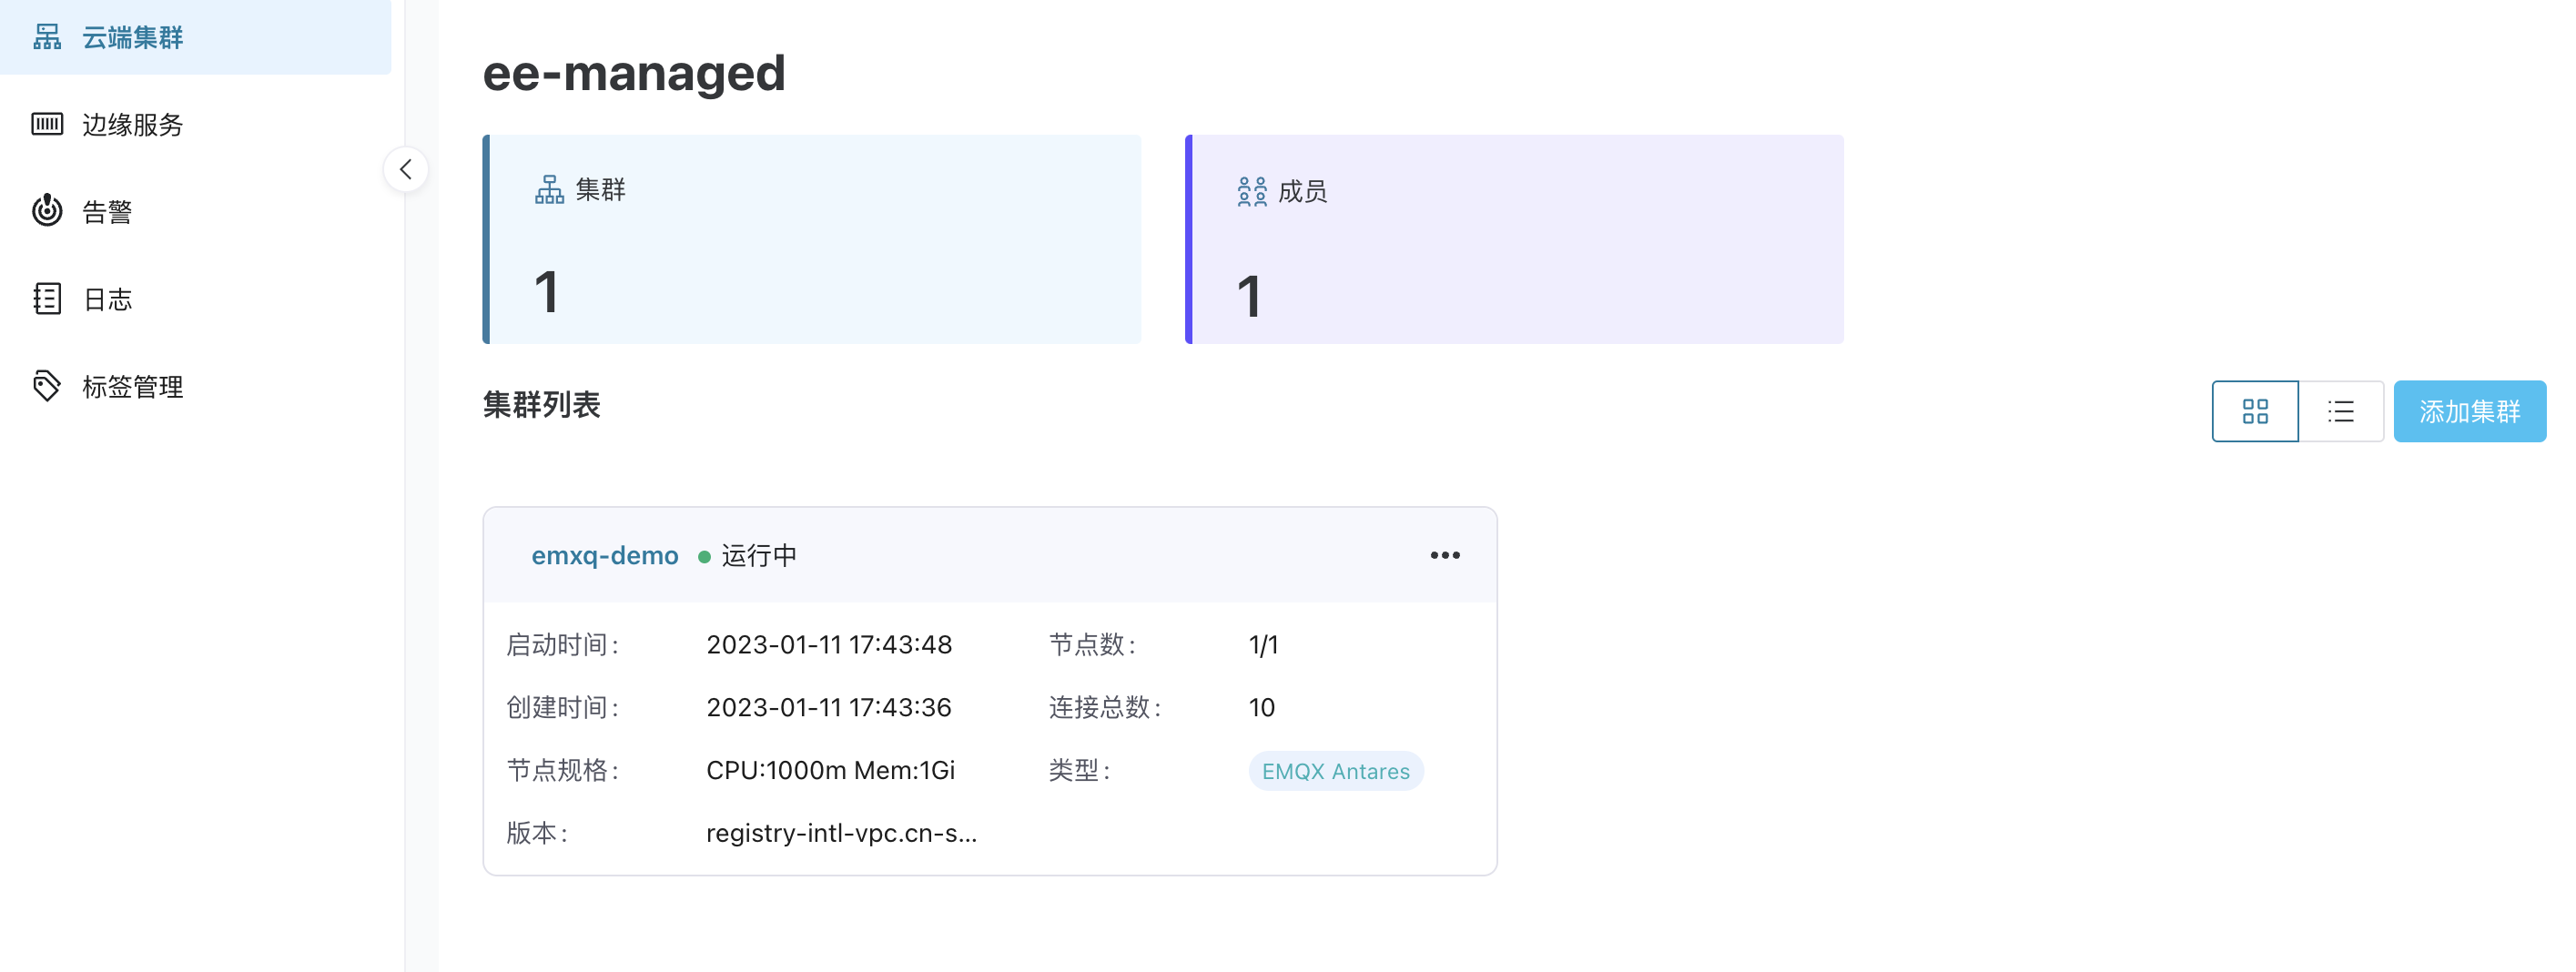 云端集群
边缘服务
告警
日志
标签管理
ee-managed
集群
1
成员
1
集群列表
添加集群
emxq-demo 运行中
启动时间: 2023-01-11 17:43:48 节点数: 1/1
创建时间: 2023-01-11 17:43:36 连接总数: 10
节点规格: CPU:1000m Mem:1Gi 类型: EMQX Antares
版本: registry-intl-vpc.cn-s...